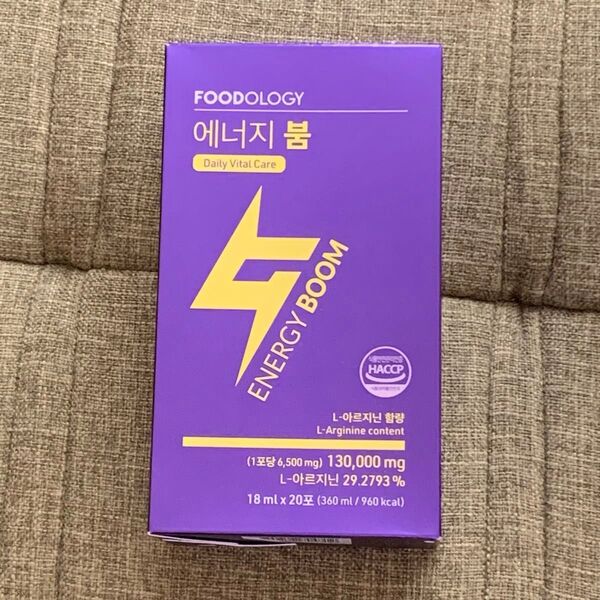 FOODOLOGY
에너지 붐
Daily Vital Care
ENERGY BOOM
HACCP
L-아르지닌 함량
L-Arginine content
(1포당 6,500 mg) 130,000 mg
L-아르지닌 29.2793 %
18 ml x 20포 (360 ml / 960 kcal)